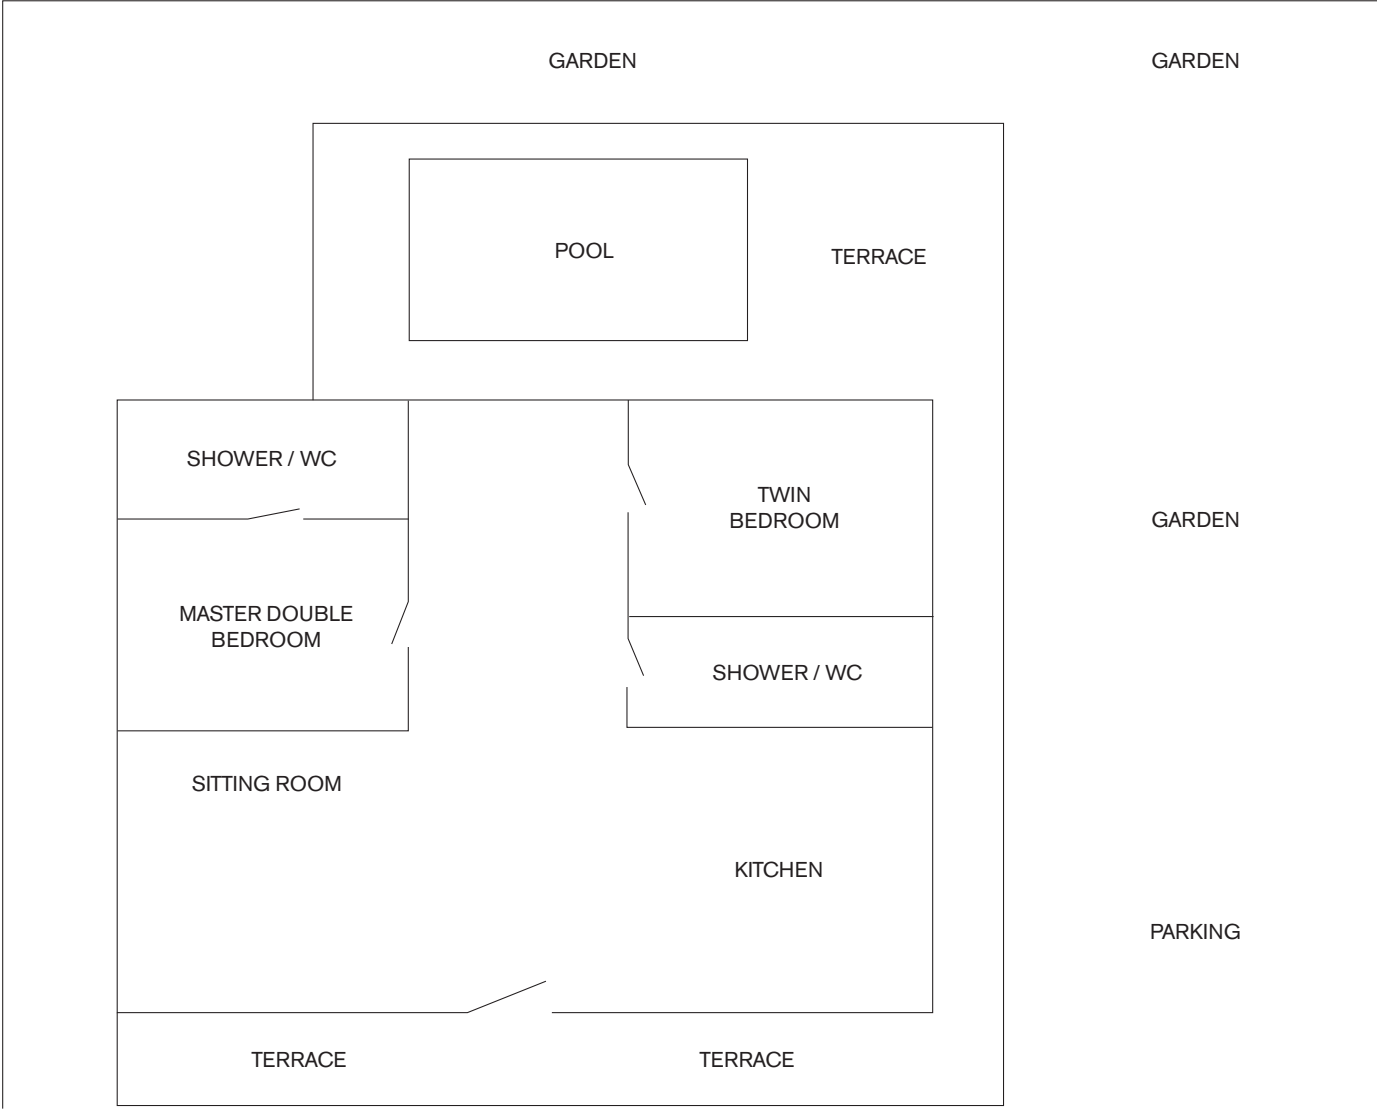 GARDEN
GARDEN
POOL
TERRACE
SHOWER / WC
TWIN
BEDROOM
GARDEN
MASTER DOUBLE
BEDROOM
SHOWER / WC
SITTING ROOM
KITCHEN
PARKING
TERRACE
TERRACE